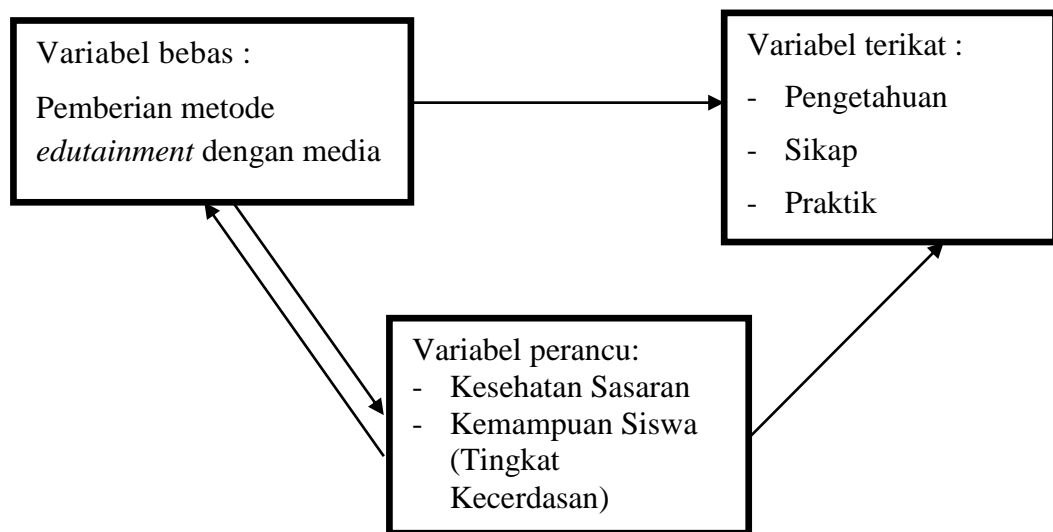 Variabel bebas :
Pemberian metode
edutainment dengan media
Variabel terikat :
- Pengetahuan
- Sikap
- Praktik
Variabel perancu:
- Kesehatan Sasaran
- Kemampuan Siswa
(Tingkat
Kecerdasan)